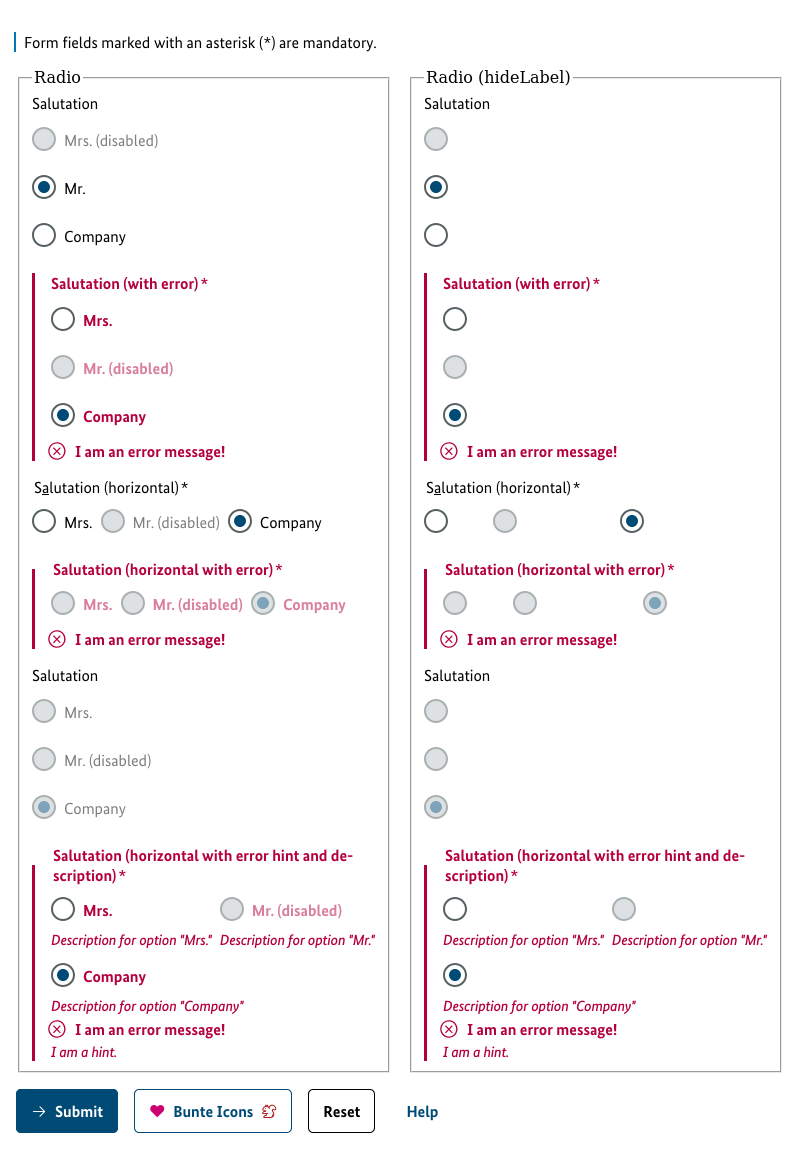 Form fields marked with an asterisk (*) are mandatory.
Radio
Salutation
Mrs. (disabled)
Mr.
Company
Salutation (with error) *
Mrs.
Mr. (disabled)
Company
I am an error message!
Salutation (horizontal) *
Mrs. Mr. (disabled) Company
Salutation (horizontal with error) *
Mrs. Mr. (disabled) Company
I am an error message!
Salutation
Mrs.
Mr. (disabled)
Company
Salutation (horizontal with error hint and de-
scription) *
Mrs. Mr. (disabled)
Description for option "Mrs." Description for option "Mr."
Company
Description for option "Company"
I am an error message!
I am a hint.
Radio (hideLabel)
Salutation
Salutation (with error) *
I am an error message!
Salutation (horizontal) *
Salutation (horizontal with error) *
I am an error message!
Salutation
Salutation (horizontal with error hint and de-
scription) *
Description for option "Mrs." Description for option "Mr."
Description for option "Company"
I am an error message!
I am a hint.
Submit Bunte Icons Reset Help